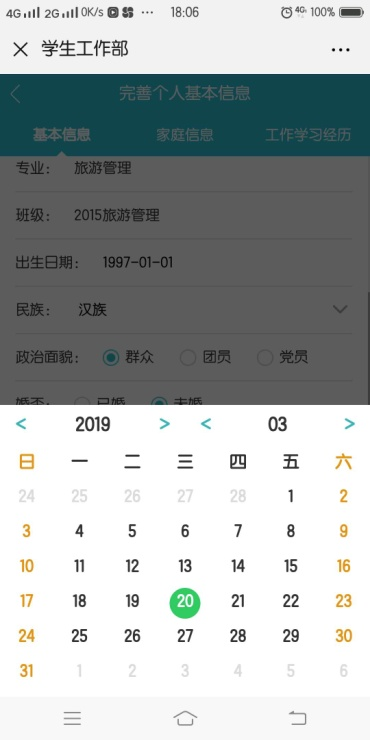 4G 2G 0K/s ··· 18:06 4G 100%
× 学生工作部 ···
< 完善个人基本信息
基本信息 家庭信息 工作学习经历
专业： 旅游管理
班级： 2015旅游管理
出生日期： 1997-01-01
民族： 汉族
政治面貌： 群众 团员 党员
婚否： 已婚 未婚
< 2019 > < 03 >
日 一 二 三 四 五 六
24 25 26 27 28 1 2
3 4 5 6 7 8 9
10 11 12 13 14 15 16
17 18 19 20 21 22 23
24 25 26 27 28 29 30
31 1 2 3 4 5 6